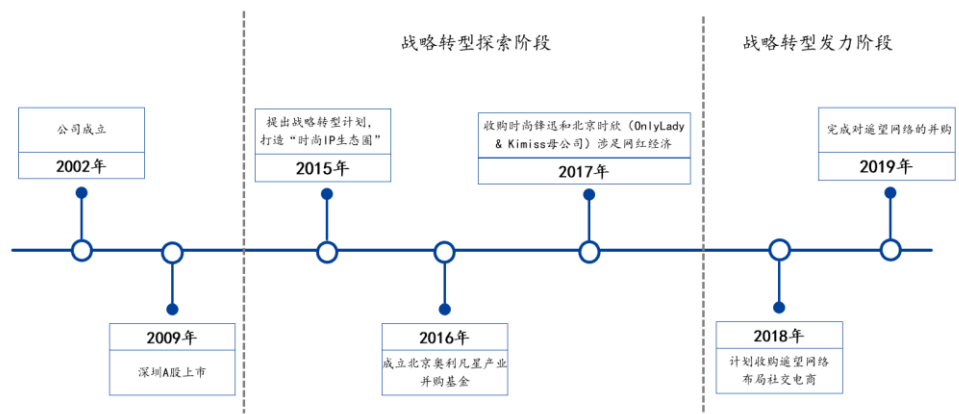 战略转型探索阶段
战略转型发力阶段
公司成立
2002年
提出战略转型计划,
打造“时尚IP生态圈”
2015年
收购时尚锋迅和北京时欣（OnlyLady
& Kimiss母公司）涉足网红经济
2017年
完成对遥望网络的并购
2019年
2009年
深圳A股上市
2016年
成立北京奥利凡星产业
并购基金
2018年
计划收购遥望网络
布局社交电商